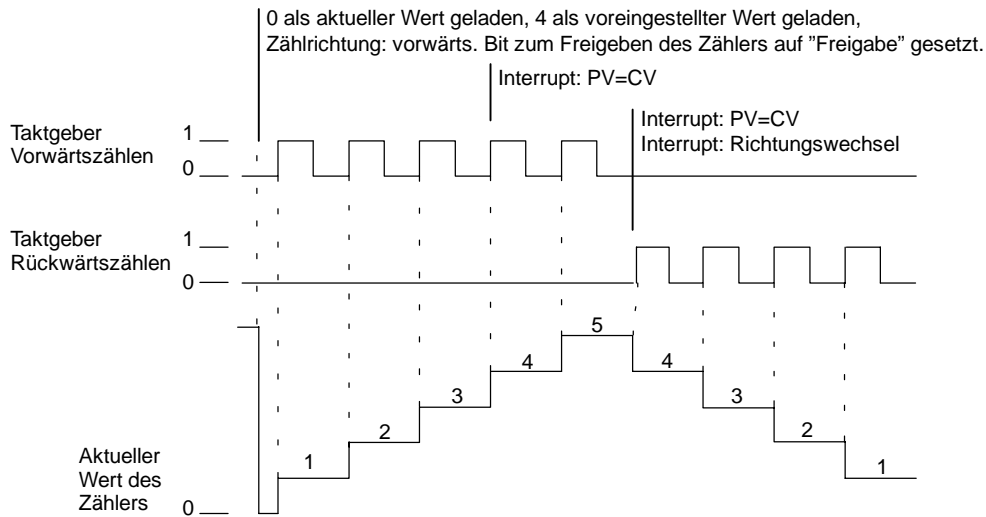 0 als aktueller Wert geladen, 4 als voreingestellter Wert geladen,
Zählrichtung: vorwärts. Bit zum Freigeben des Zählers auf ”Freigabe” gesetzt.
Interrupt: PV=CV
Interrupt: PV=CV
Interrupt: Richtungswechsel
Taktgeber
Vorwärtszählen
1
0
Taktgeber
Rückwärtszählen
1
0
5
4
4
3
3
2
2
1
1
Aktueller
Wert des
Zählers
0